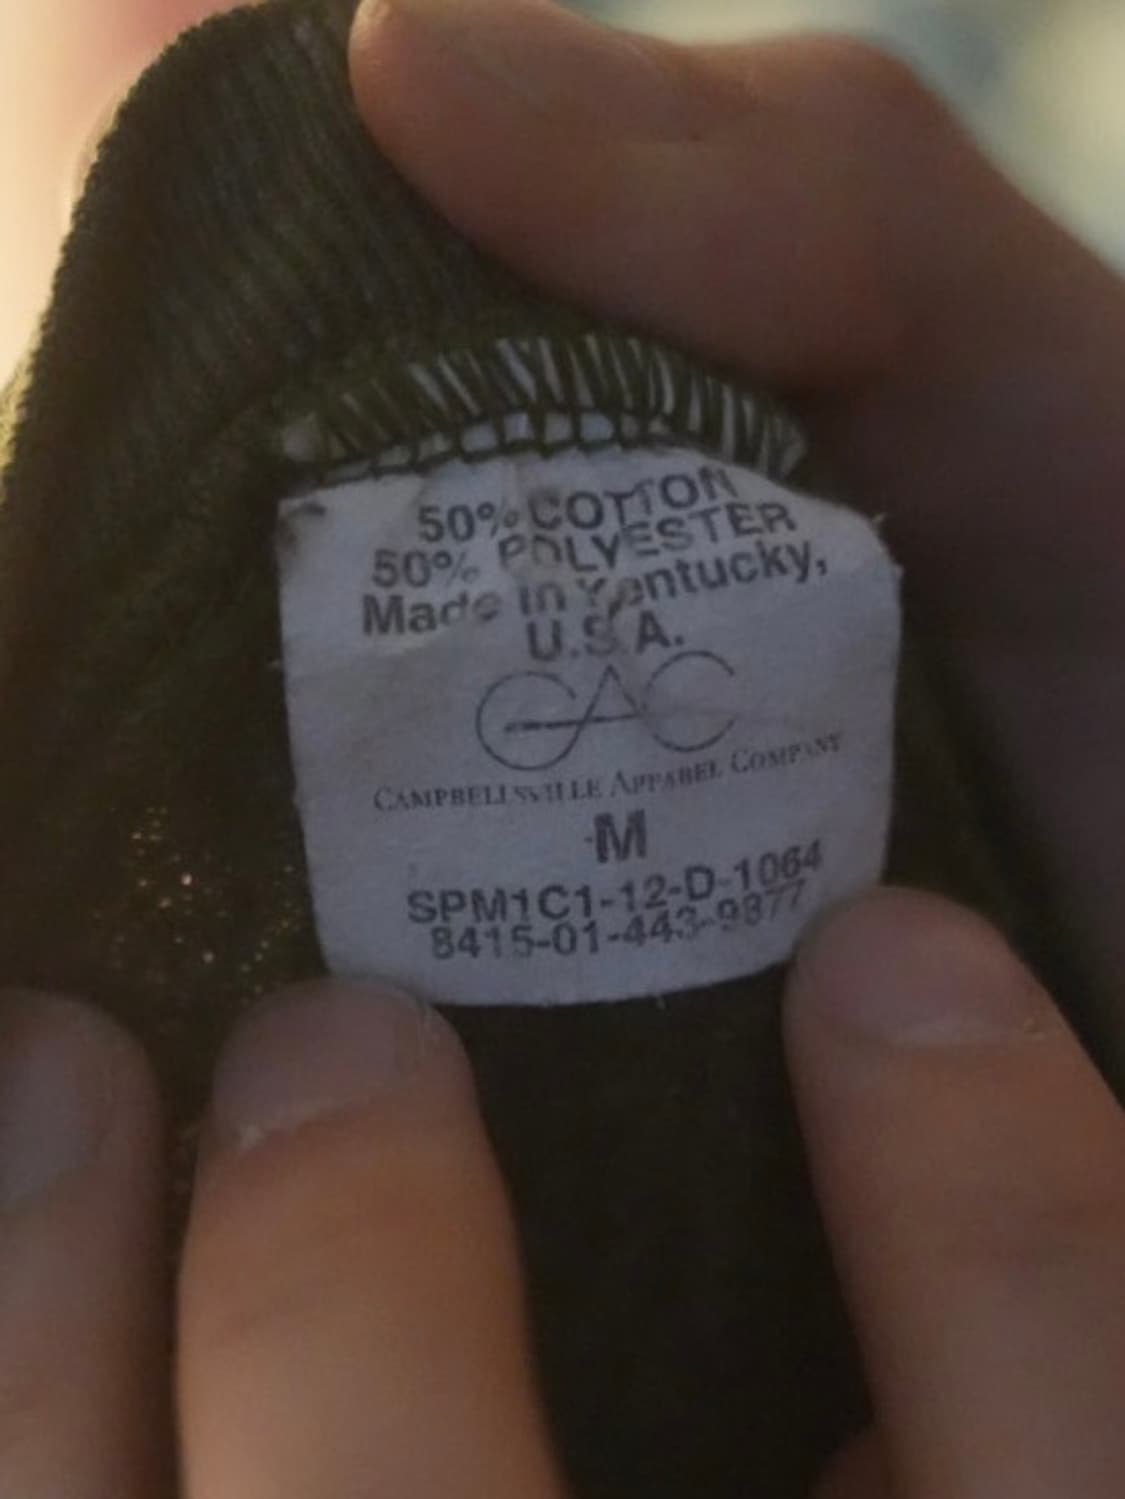 50% COTTON
50% POLYESTER
Made in Kentucky,
U.S.A.
CAC
CAMPBELLSVILLE APPAREL COMPANY
M
SPM1C1-12-D-1064
8415-01-443-9877